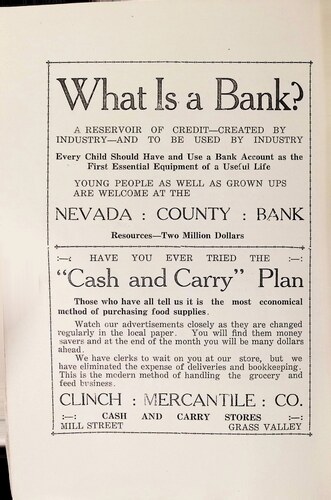 What Is a Bank?
A RESERVOIR OF CREDIT—CREATED BY
INDUSTRY—AND TO BE USED BY INDUSTRY
Every Child Should Have and Use a Bank Account as the
First Essential Equipment of a Useful Life
YOUNG PEOPLE AS WELL AS GROWN UPS
ARE WELCOME AT THE
NEVADA : COUNTY : BANK
Resources—Two Million Dollars
:—: HAVE YOU EVER TRIED THE :—:
"Cash and Carry" Plan
Those who have all tell us it is the most economical
method of purchasing food supplies.
Watch our advertisements closely as they are changed
regularly in the local paper. You will find them money
savers and at the end of the month you will be many dollars
ahead.
We have clerks to wait on you at our store, but we
have eliminated the expense of deliveries and bookkeeping.
This is the modern method of handling the grocery and
feed business.
CLINCH : MERCANTILE : CO.
:—: CASH AND CARRY STORES :—:
MILL STREET GRASS VALLEY